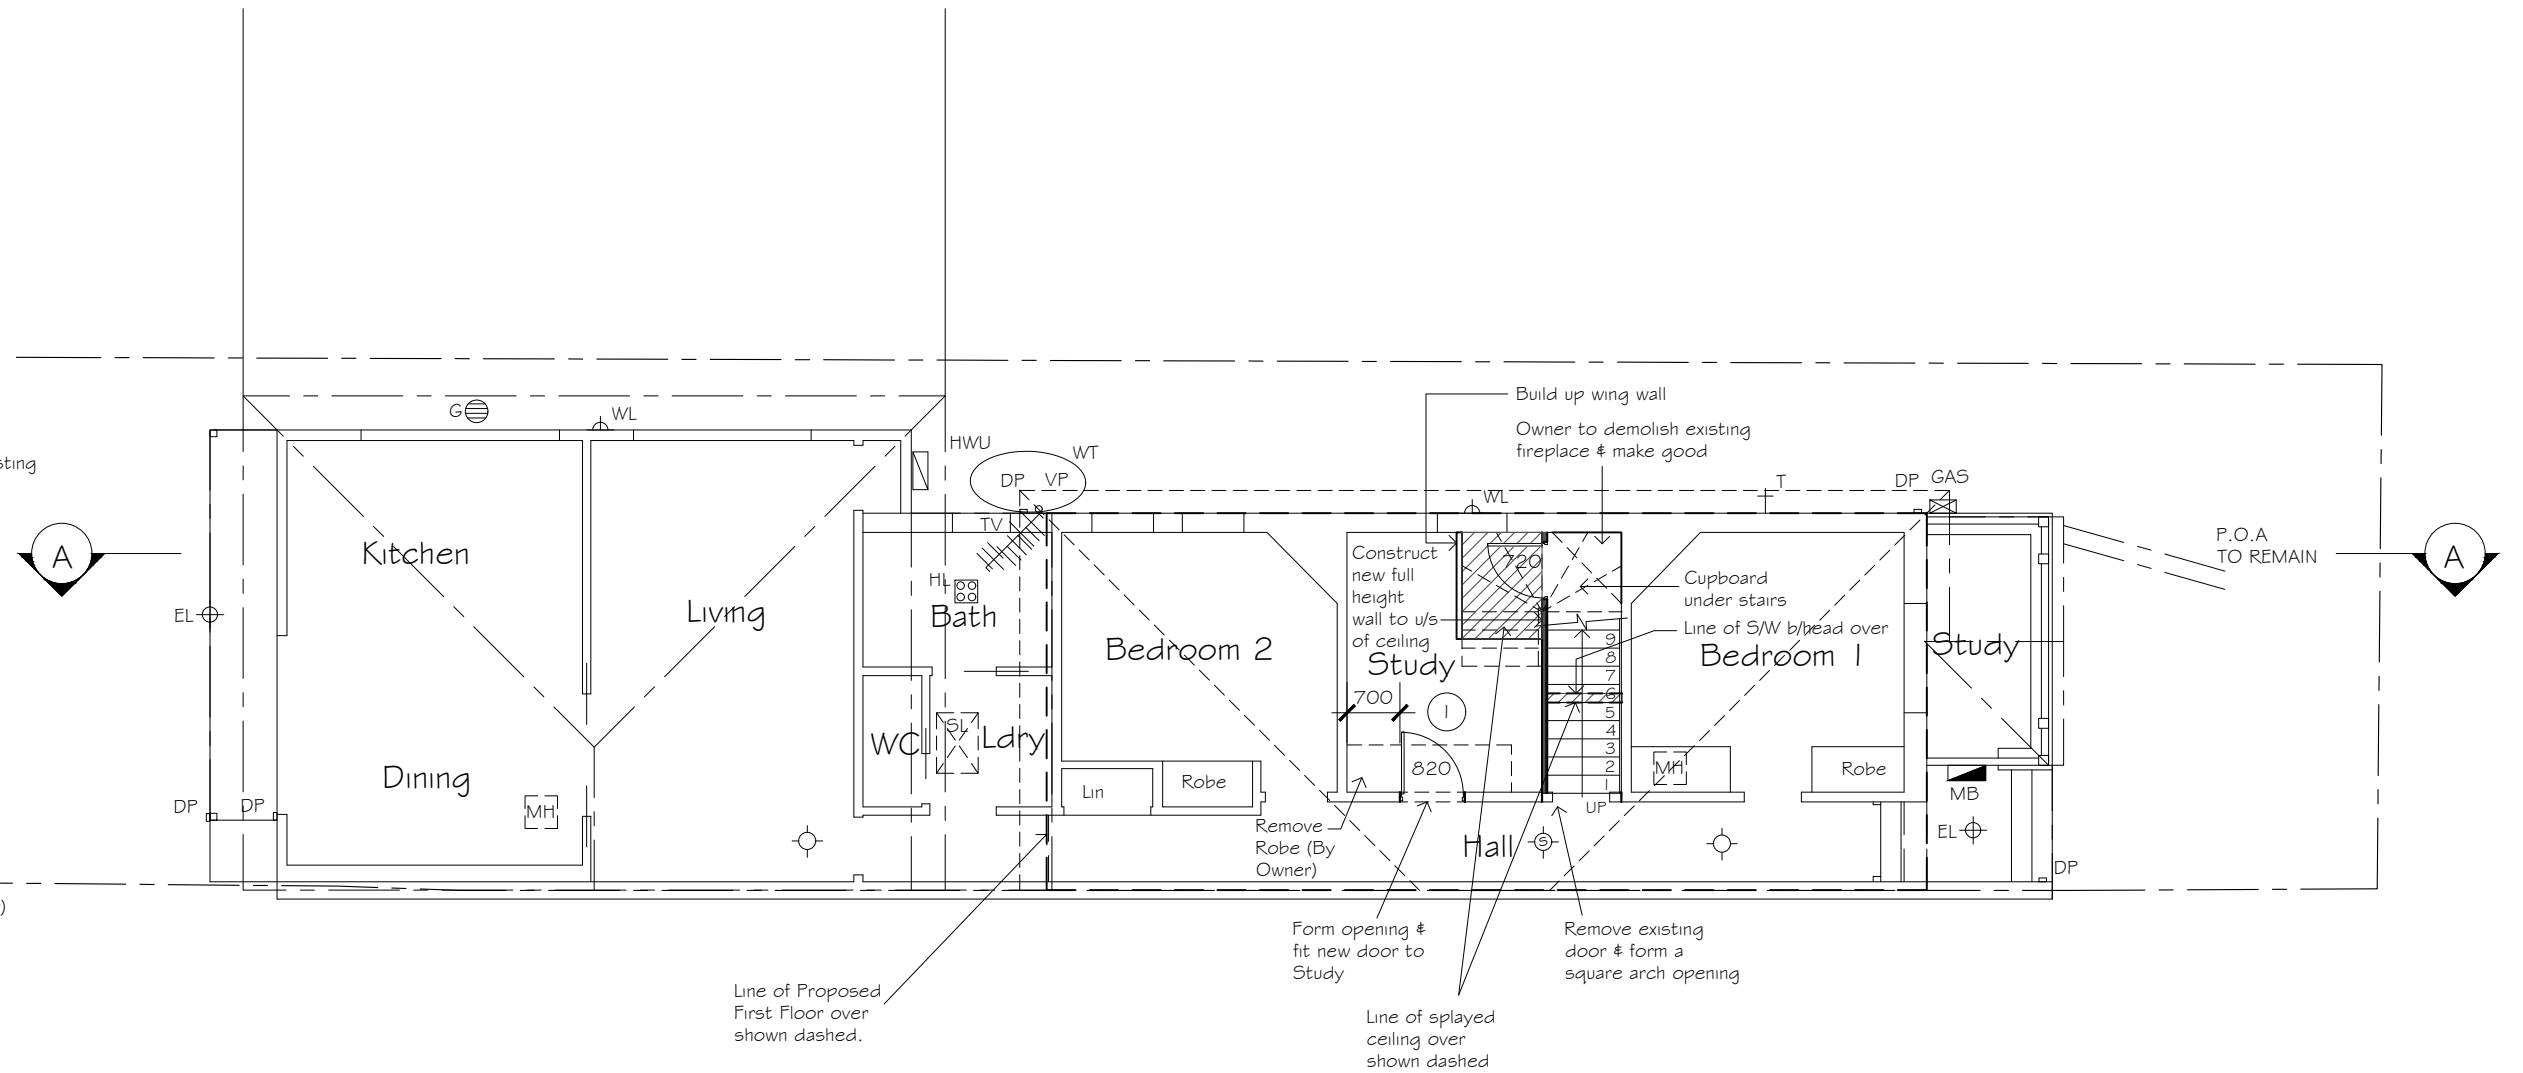 Build up wing wall
Owner to demolish existing
fireplace & make good
G
WL
HWU
WT
sting
DP
VP
WL
T
DP
GAS
TV
A
Kitchen
Construct
new full
height
wall to u/s
of ceiling
720
P.O.A
TO REMAIN
A
HL
Cupboard
under stairs
EL
Living
Bath
Line of S/W b/head over
Bedroom 2
Study
9
8
7
6
5
4
3
2
1
UP
Bedroom 1
Study
700
1
WC
SL
Ldry
820
MH
Robe
Dining
Lin
Robe
MB
DP
DP
MH
EL
Remove
Robe (By
Owner)
Hall
S
DP
)
Form opening &
fit new door to
Study
Remove existing
door & form a
square arch opening
Line of Proposed
First Floor over
shown dashed.
Line of splayed
ceiling over
shown dashed